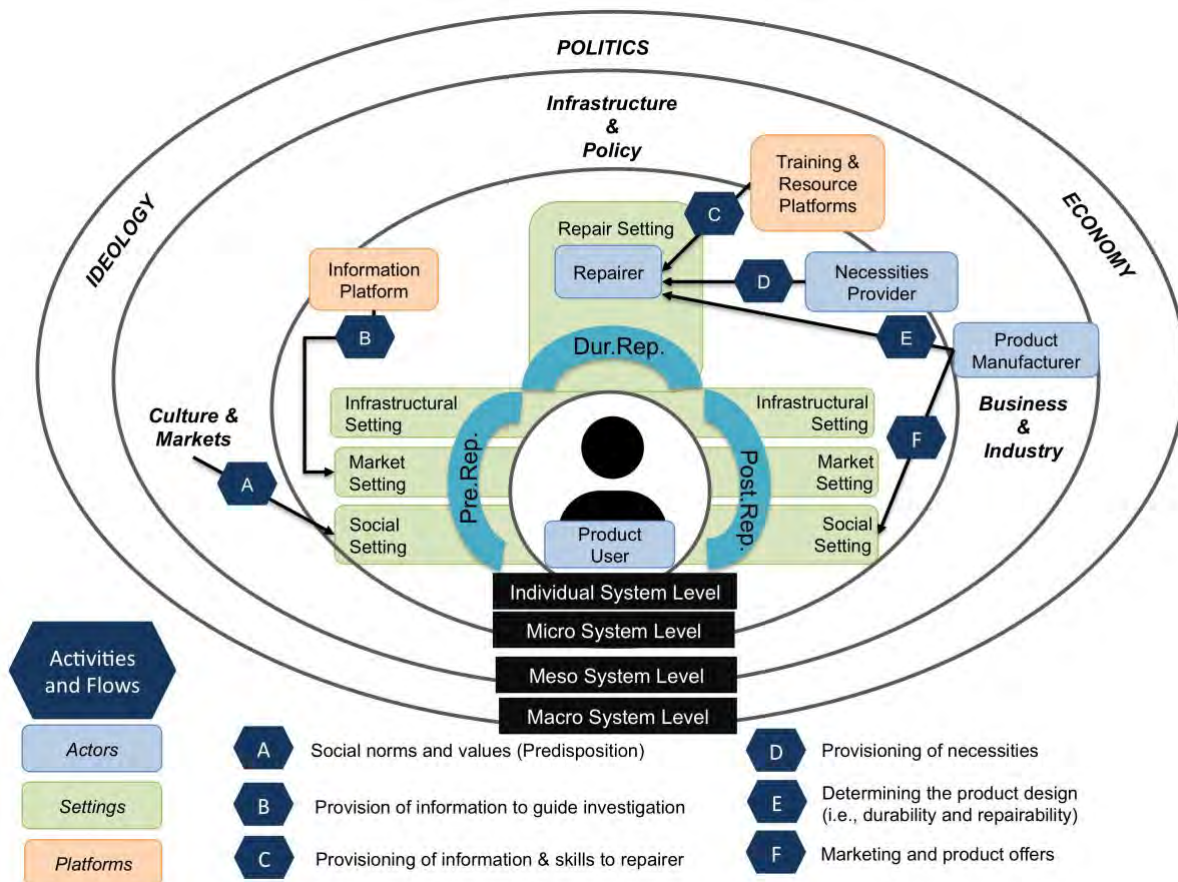 POLITICS
Infrastructure
&
Policy
IDEOLOGY
ECONOMY
Training &
Resource
Platforms
C
Repair Setting
Repairer
D
Necessities
Provider
Information
Platform
B
E
Product
Manufacturer
Dur.Rep.
Culture &
Markets
A
Infrastructural
Setting
Market
Setting
Social
Setting
Pre.Rep.
Post.Rep.
Infrastructural
Setting
Market
Setting
Social
Setting
F
Business
&
Industry
Product
User
Individual System Level
Micro System Level
Meso System Level
Macro System Level
Activities
and Flows
Actors
Settings
Platforms
A Social norms and values (Predisposition)
B Provision of information to guide investigation
C Provisioning of information & skills to repairer
D Provisioning of necessities
E Determining the product design
(i.e., durability and repairability)
F Marketing and product offers